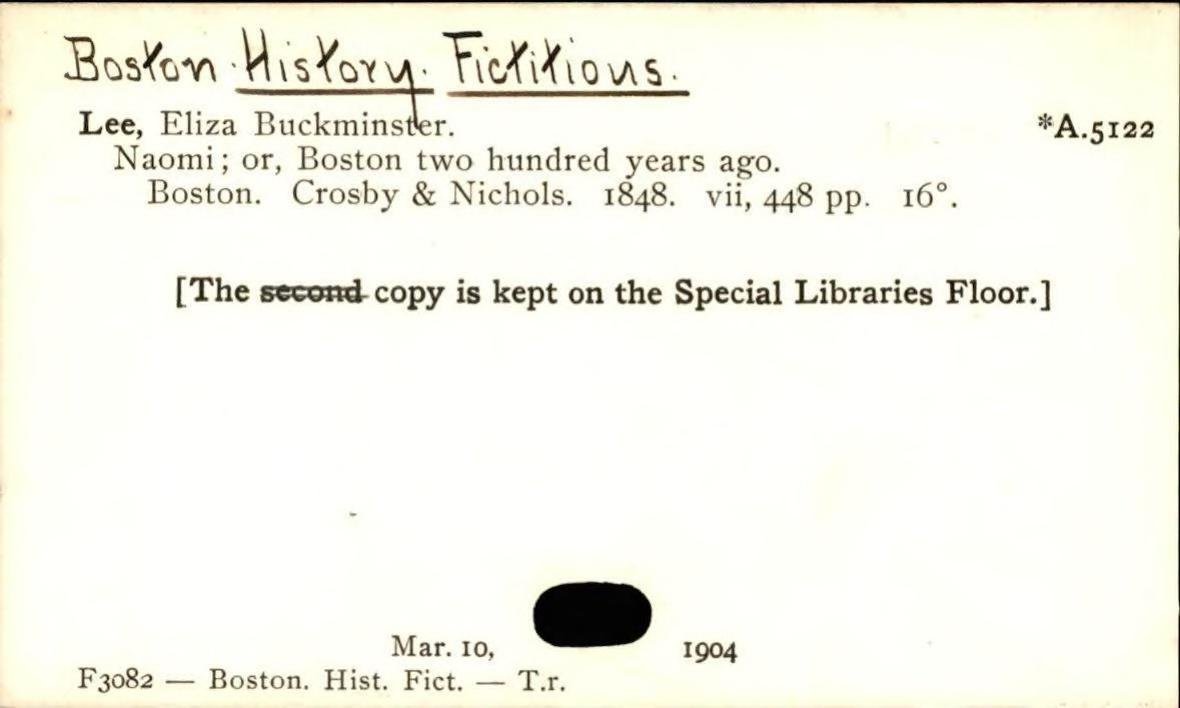 Boston. History. Fictitious.
Lee, Eliza Buckminster. *A.5122
Naomi; or, Boston two hundred years ago.
Boston. Crosby & Nichols. 1848. vii, 448 pp. 16°.
[The second copy is kept on the Special Libraries Floor.]
Mar. 10, 1904
F3082 — Boston. Hist. Fict. — T.r.